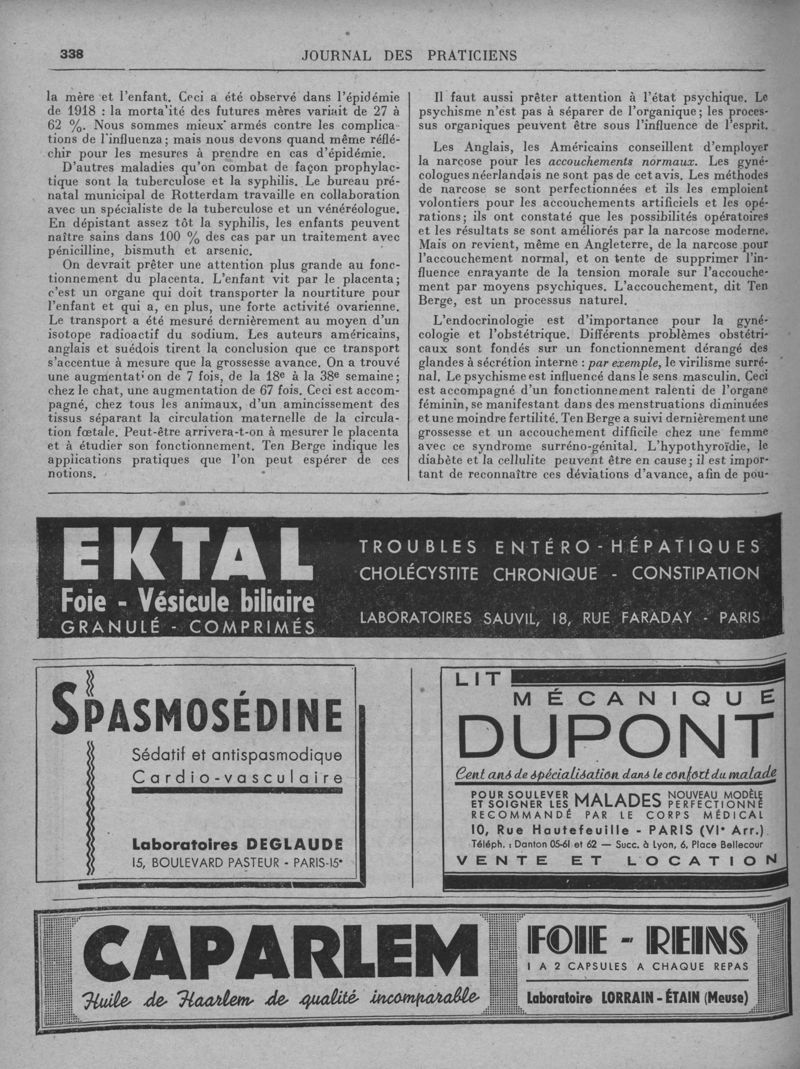 338
JOURNAL DES PRATICIENS
la mère et l'enfant. Ceci a été observé dans l'épidémie
de 1918 : la morta'ité des futures mères variait de 27 à
62 %. Nous sommes mieux armés contre les complica-
tions de l'influenza ; mais nous devons quand même réflé-
chir pour les mesures à prendre en cas d'épidémie.
D'autres maladies qu'on combat de façon prophylac-
tique sont la tuberculose et la syphilis. Le bureau pré-
natal municipal de Rotterdam travaille en collaboration
avec un spécialiste de la tuberculose et un vénéréologue.
En dépistant assez tôt la syphilis, les enfants peuvent
naître sains dans 100 % des cas par un traitement avec
pénicilline, bismuth et arsenic.
On devrait prêter une attention plus grande au fonc-
tionnement du placenta. L'enfant vit par le placenta ;
c'est un organe qui doit transporter la nourtiture pour
l'enfant et qui a, en plus, une forte activité ovarienne.
Le transport a été mesuré dernièrement au moyen d'un
isotope radioactif du sodium. Les auteurs américains,
anglais et suédois tirent la conclusion que ce transport
s'accentue à mesure que la grossesse avance. On a trouvé
une augmentat'on de 7 fois, de la 18e à la 38e semaine ;
chez le chat, une augmentation de 67 fois. Ceci est accom-
pagné, chez tous les animaux, d'un amincissement des
tissus séparant la circulation maternelle de la circula-
tion fœtale. Peut-être arrivera-t-on à mesurer le placenta
et à étudier son fonctionnement. Ten Berge indique les
applications pratiques que l'on peut espérer de ces
notions.
Il faut aussi prêter attention à l'état psychique. Le
psychisme n'ést pas à séparer de l'organique ; les proces-
sus organiques peuvent être sous l'influence de l'esprit.
Les Anglais, les Américains conseillent d'employer
la narcose pour les accouchements normaux. Les gyné-
cologues néerlandais ne sont pas de cet avis. Les méthodes
de narcose se sont perfectionnées et ils les emploient
volontiers pour les accouchements artificiels et les opé-
rations ; ils ont constaté que les possibilités opératoires
et les résultats se sont améliorés par la narcose moderne.
Mais on revient, même en Angleterre, de la narcose pour
l'accouchement normal, et on tente de supprimer l'in-
fluence enrayante de la tension morale sur l'accouche-
ment par moyens psychiques. L'accouchement, dit Ten
Berge, est un processus naturel.
L'endocrinologie est d'importance pour la gyné-
cologie et l'obstétrique. Différents problèmes obstétri-
caux sont fondés sur un fonctionnement dérangé des
glandes à sécrétion interne : par exemple, le virilisme surré-
nal. Le psychisme est influencé dans le sens masculin. Ceci
est accompagné d'un fonctionnement ralenti de l'organe
féminin, se manifestant dans des menstruations diminuées
et une moindre fertilité. Ten Berge a suivi dernièrement une
grossesse et un accouchement difficile chez une femme
avec ce syndrome surréno-génital. L'hypothyroïdie, le
diabète et la cellulite peuvent être en cause ; il est impor-
tant de reconnaître ces déviations d'avance, afin de pou-
EKTAL
Foie - Vésicule biliaire
GRANULÉ - COMPRIMÉS
TROUBLES ENTÉRO-HÉPATIQUES
CHOLÉCYSTITE CHRONIQUE - CONSTIPATION
LABORATOIRES SAUVIL, 18, RUE FARADAY - PARIS
SPASMOSÉDINE
Sédatif et antispasmodique
Cardio-vasculaire
Laboratoires DEGLAUDE
15, BOULEVARD PASTEUR - PARIS-15e
LIT
MÉCANIQUE
DUPONT
Cent ans de spécialisation dans le confort du malade
POUR SOULEVER
ET SOIGNER LES MALADES NOUVEAU MODÈLE
PERFECTIONNÉ
RECOMMANDÉ PAR LE CORPS MÉDICAL
10, Rue Hautefeuille - PARIS (VIe Arr.)
Téléph. : Danton 05-61 et 62 — Succ. à Lyon, 6, Place Bellecour
VENTE ET LOCATION
CAPARLEM
Huile de Haarlem de qualité incomparable
FOIE - REINS
1 A 2 CAPSULES A CHAQUE REPAS
Laboratoire LORRAIN - ÉTAIN (Meuse)